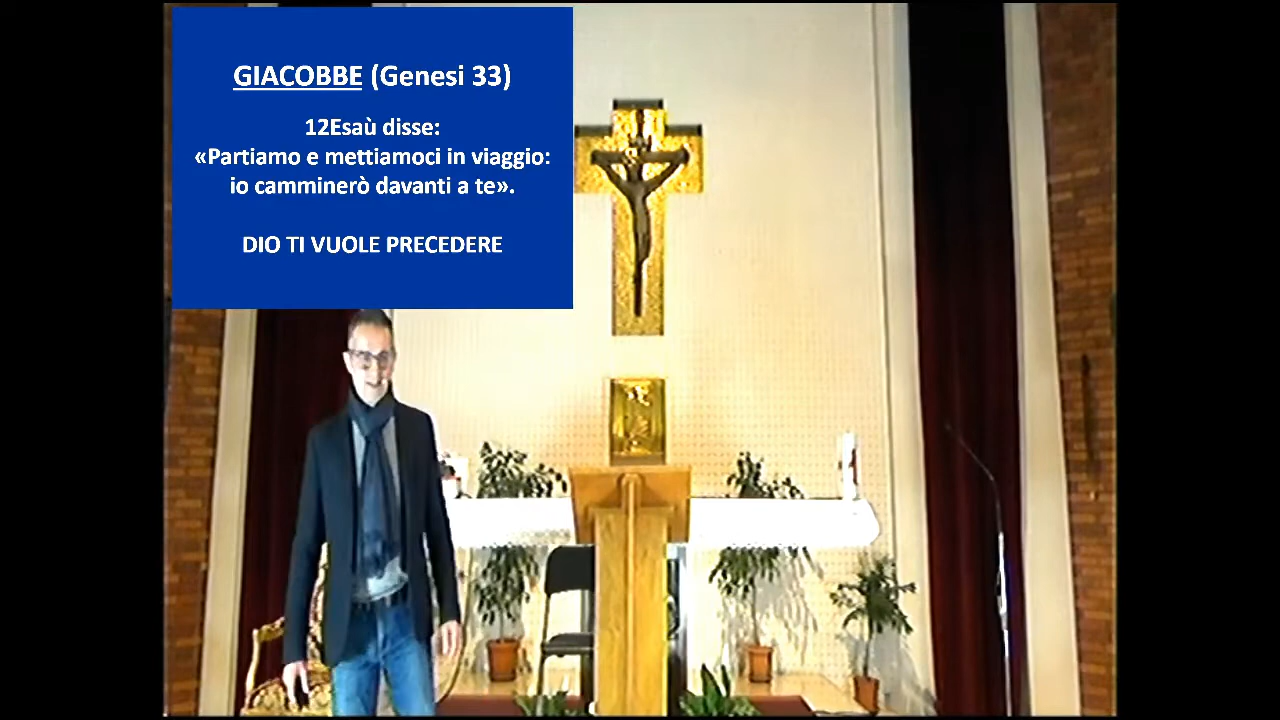 GIACOBBE (Genesi 33)
12Esaù disse:
«Partiamo e mettiamoci in viaggio:
io camminerò davanti a te».
DIO TI VUOLE PRECEDERE